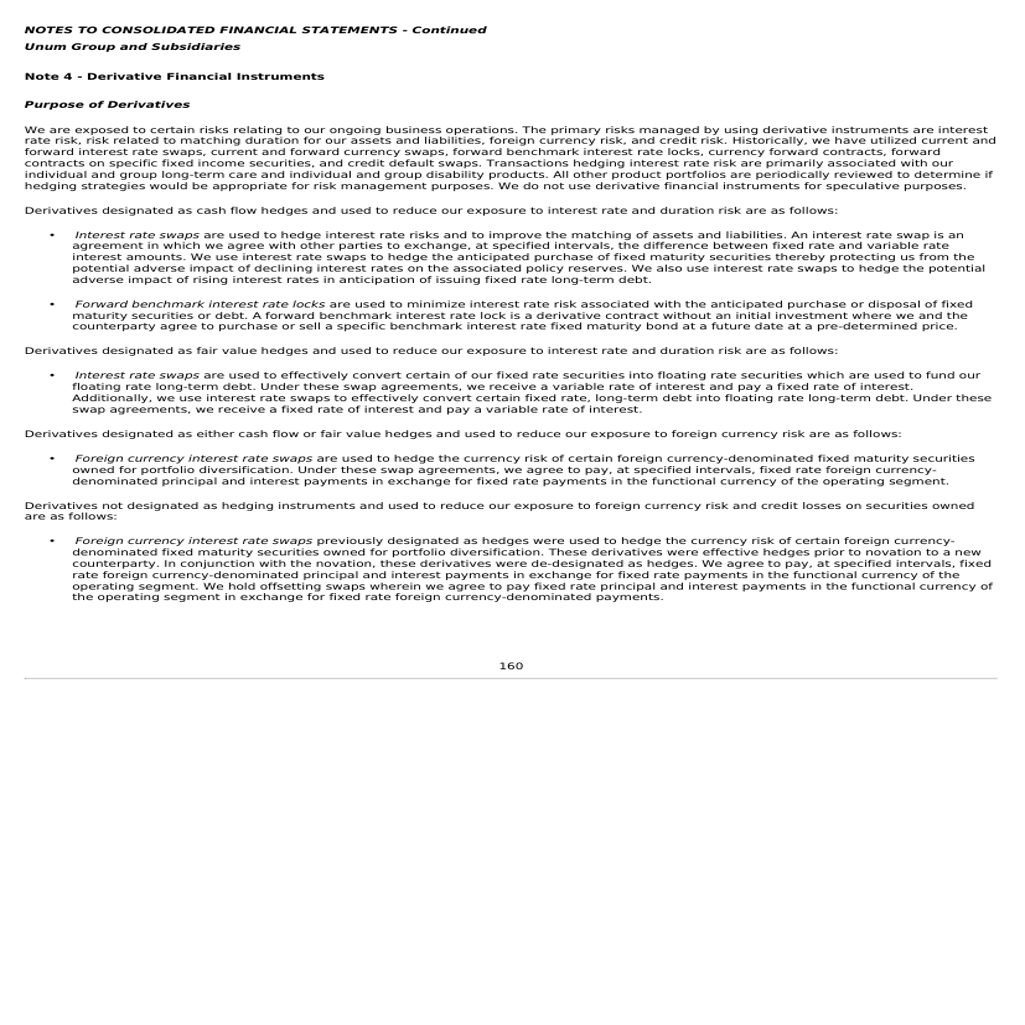 NOTES TO CONSOLIDATED FINANCIAL STATEMENTS - Continued
Unum Group and Subsidiaries
Note 4 - Derivative Financial Instruments
Purpose of Derivatives
We are exposed to certain risks relating to our ongoing business operations. The primary risks managed by using derivative instruments are interest
rate risk, risk related to matching duration for our assets and liabilities, foreign currency risk, and credit risk. Historically, we have utilized current and
forward interest rate swaps, current and forward currency swaps, forward benchmark interest rate locks, currency forward contracts, forward
contracts on specific fixed income securities, and credit default swaps. Transactions hedging interest rate risk are primarily associated with our
individual and group long-term care and individual and group disability products. All other product portfolios are periodically reviewed to determine if
hedging strategies would be appropriate for risk management purposes. We do not use derivative financial instruments for speculative purposes.
Derivatives designated as cash flow hedges and used to reduce our exposure to interest rate and duration risk are as follows:
• Interest rate swaps are used to hedge interest rate risks and to improve the matching of assets and liabilities. An interest rate swap is an
agreement in which we agree with other parties to exchange, at specified intervals, the difference between fixed rate and variable rate
interest amounts. We use interest rate swaps to hedge the anticipated purchase of fixed maturity securities thereby protecting us from the
potential adverse impact of declining interest rates on the associated policy reserves. We also use interest rate swaps to hedge the potential
adverse impact of rising interest rates in anticipation of issuing fixed rate long-term debt.
• Forward benchmark interest rate locks are used to minimize interest rate risk associated with the anticipated purchase or disposal of fixed
maturity securities or debt. A forward benchmark interest rate lock is a derivative contract without an initial investment where we and the
counterparty agree to purchase or sell a specific benchmark interest rate fixed maturity bond at a future date at a pre-determined price.
Derivatives designated as fair value hedges and used to reduce our exposure to interest rate and duration risk are as follows:
• Interest rate swaps are used to effectively convert certain of our fixed rate securities into floating rate securities which are used to fund our
floating rate long-term debt. Under these swap agreements, we receive a variable rate of interest and pay a fixed rate of interest.
Additionally, we use interest rate swaps to effectively convert certain fixed rate, long-term debt into floating rate long-term debt. Under these
swap agreements, we receive a fixed rate of interest and pay a variable rate of interest.
Derivatives designated as either cash flow or fair value hedges and used to reduce our exposure to foreign currency risk are as follows:
• Foreign currency interest rate swaps are used to hedge the currency risk of certain foreign currency-denominated fixed maturity securities
owned for portfolio diversification. Under these swap agreements, we agree to pay, at specified intervals, fixed rate foreign currency-
denominated principal and interest payments in exchange for fixed rate payments in the functional currency of the operating segment.
Derivatives not designated as hedging instruments and used to reduce our exposure to foreign currency risk and credit losses on securities owned
are as follows:
• Foreign currency interest rate swaps previously designated as hedges were used to hedge the currency risk of certain foreign currency-
denominated fixed maturity securities owned for portfolio diversification. These derivatives were effective hedges prior to novation to a new
counterparty. In conjunction with the novation, these derivatives were de-designated as hedges. We agree to pay, at specified intervals, fixed
rate foreign currency-denominated principal and interest payments in exchange for fixed rate payments in the functional currency of the
operating segment. We hold offsetting swaps wherein we agree to pay fixed rate principal and interest payments in the functional currency of
the operating segment in exchange for fixed rate foreign currency-denominated payments.
160